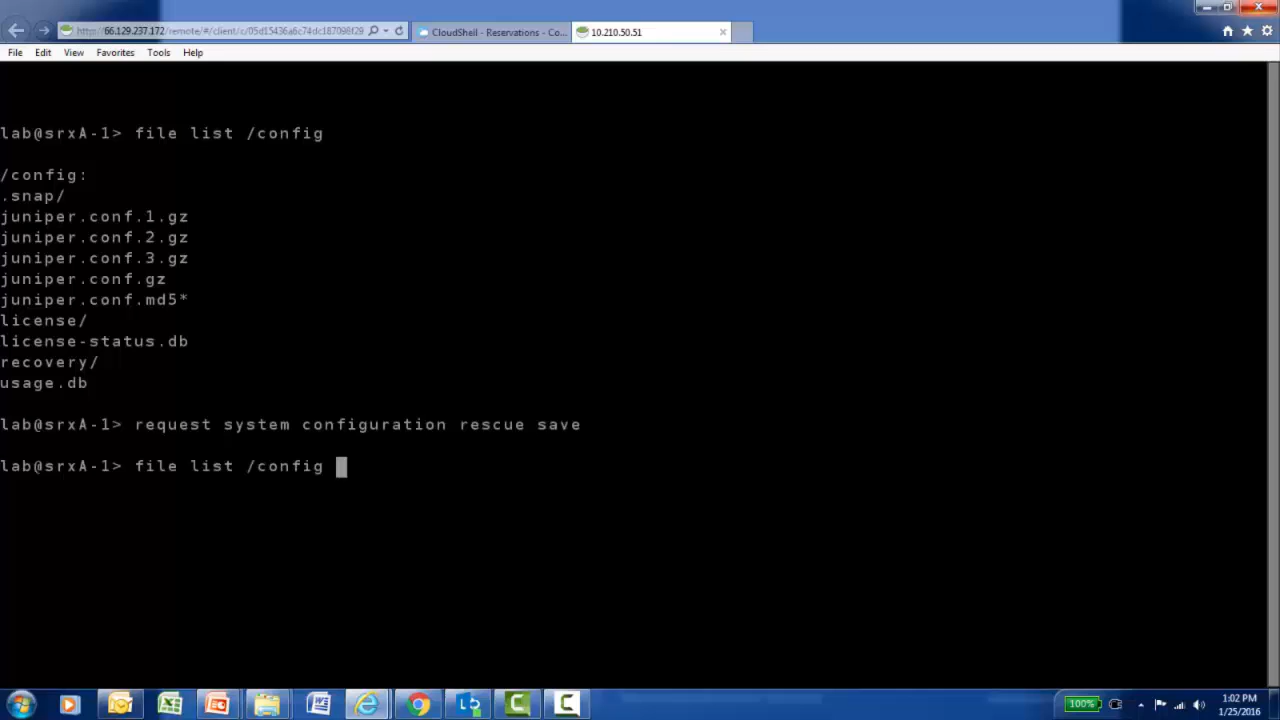 http://66.129.237.172/remote/#/client/c/05d15436a6c74dc187098f29
CloudShell - Reservations - Co...
10.210.50.51
File Edit View Favorites Tools Help
lab@srxA-1> file list /config
/config:
.snap/
juniper.conf.1.gz
juniper.conf.2.gz
juniper.conf.3.gz
juniper.conf.gz
juniper.conf.md5*
license/
license-status.db
recovery/
usage.db
lab@srxA-1> request system configuration rescue save
lab@srxA-1> file list /config
100%
1:02 PM
1/25/2016